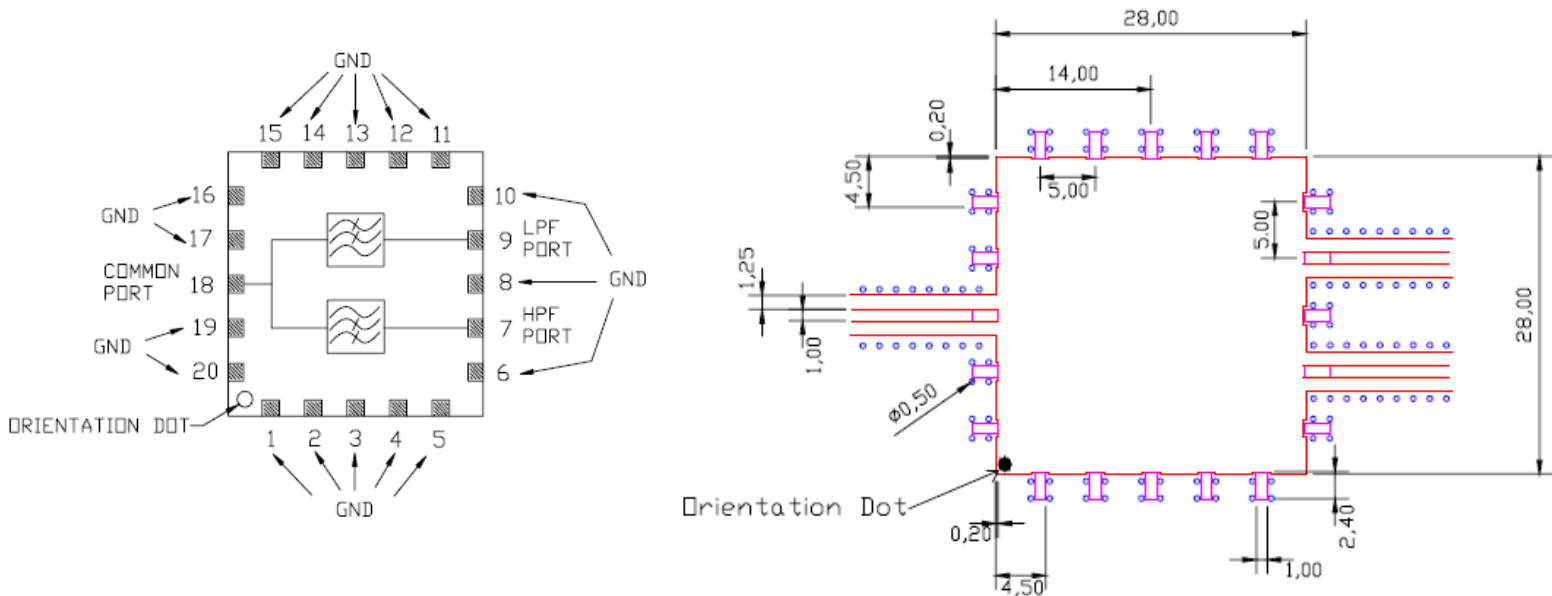 GND
15 14 13 12 11
16
GND
17
COMMON
PORT
18
19
GND
20
ORIENTATION DOT
10
9
LPF
PORT
8
GND
7
HPF
PORT
6
1 2 3 4 5
GND
28,00
14,00
0,20
4,50
5,00
5.00
1,25
1,00
28,00
ø0,50
Orientation Dot
0,20
4,50
2,40
1,00